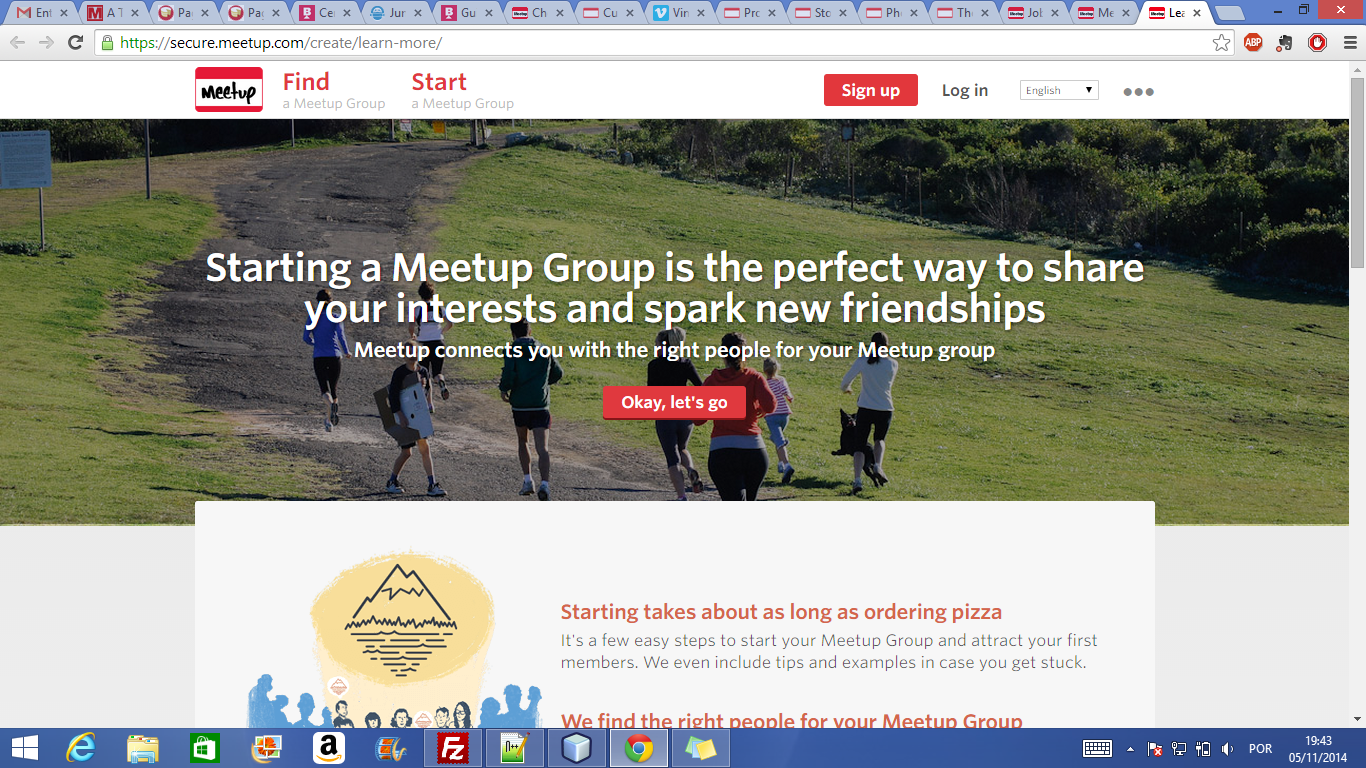 Ent
A T
Pa
Pa
Ce
Jur
Gu
Ch
Cu
Vin
Pro
Sto
Ph
Th
Jo
Me
Lea
https://secure.meetup.com/create/learn-more/
ABP
Meetup
Find
a Meetup Group
Start
a Meetup Group
Sign up
Log in
English
Starting a Meetup Group is the perfect way to share
your interests and spark new friendships
Meetup connects you with the right people for your Meetup group
Okay, let's go
Starting takes about as long as ordering pizza
It's a few easy steps to start your Meetup Group and attract your first
members. We even include tips and examples in case you get stuck.
We find the right people for your Meetup Group
POR
19:43
05/11/2014